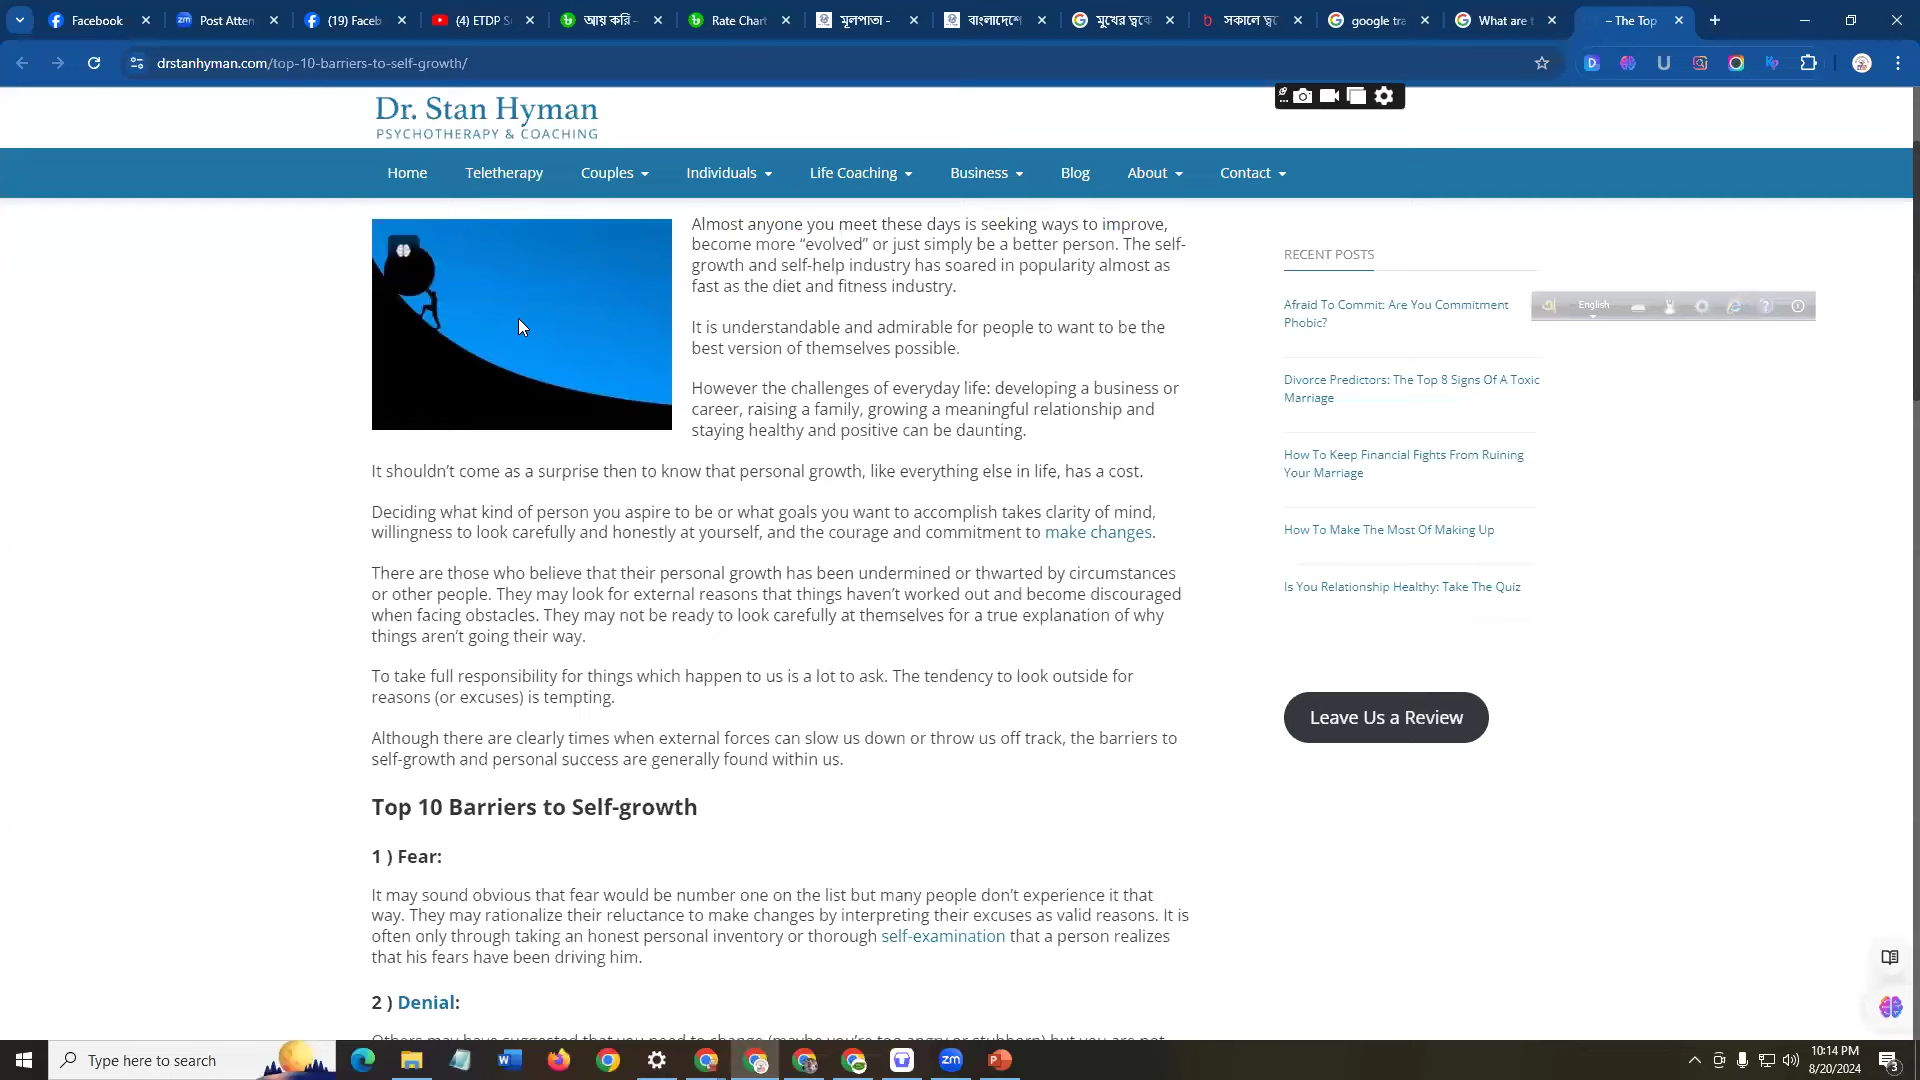 Facebook
Post Atten
(19) Faceb
(4) ETDP S
আয় করি -
Rate Chart
মূলপাতা -
বাংলাদেশে
মুখের ত্বকে
সকালে
google tra
What are t
– The Top
drstanhyman.com/top-10-barriers-to-self-growth/
Dr. Stan Hyman
PSYCHOTHERAPY & COACHING
Home
Teletherapy
Couples
Individuals
Life Coaching
Business
Blog
About
Contact
Almost anyone you meet these days is seeking ways to improve,
become more “evolved” or just simply be a better person. The self-
growth and self-help industry has soared in popularity almost as
fast as the diet and fitness industry.
It is understandable and admirable for people to want to be the
best version of themselves possible.
However the challenges of everyday life: developing a business or
career, raising a family, growing a meaningful relationship and
staying healthy and positive can be daunting.
It shouldn’t come as a surprise then to know that personal growth, like everything else in life, has a cost.
Deciding what kind of person you aspire to be or what goals you want to accomplish takes clarity of mind,
willingness to look carefully and honestly at yourself, and the courage and commitment to make changes.
There are those who believe that their personal growth has been undermined or thwarted by circumstances
or other people. They may look for external reasons that things haven’t worked out and become discouraged
when facing obstacles. They may not be ready to look carefully at themselves for a true explanation of why
things aren’t going their way.
To take full responsibility for things which happen to us is a lot to ask. The tendency to look outside for
reasons (or excuses) is tempting.
Although there are clearly times when external forces can slow us down or throw us off track, the barriers to
self-growth and personal success are generally found within us.
Top 10 Barriers to Self-growth
1 ) Fear:
It may sound obvious that fear would be number one on the list but many people don’t experience it that
way. They may rationalize their reluctance to make changes by interpreting their excuses as valid reasons. It is
often only through taking an honest personal inventory or thorough self-examination that a person realizes
that his fears have been driving him.
2 ) Denial:
RECENT POSTS
Afraid To Commit: Are You Commitment
Phobic?
Divorce Predictors: The Top 8 Signs Of A Toxic
Marriage
How To Keep Financial Fights From Ruining
Your Marriage
How To Make The Most Of Making Up
Is You Relationship Healthy: Take The Quiz
Leave Us a Review
English
Type here to search
10:14 PM
8/20/2024